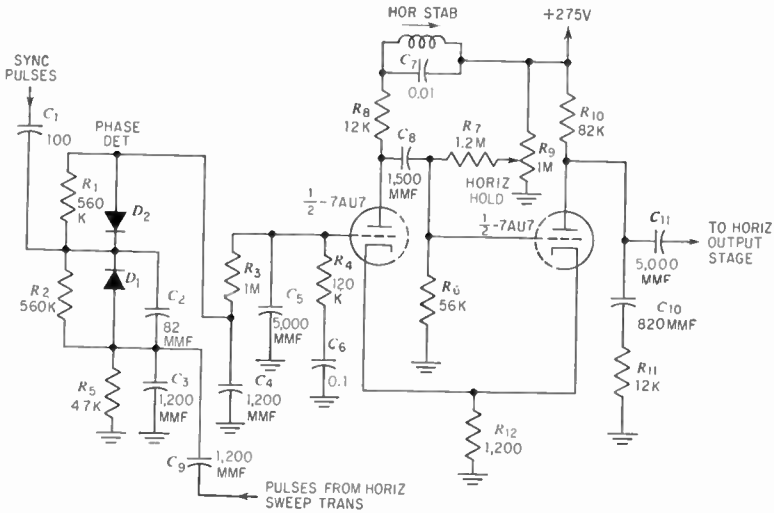 HOR STAB
+275V
C7
0.01
SYNC
PULSES
C1
100
PHASE
DET
R8
12K
C8
1,500
MMF
R7
1.2M
R9
1M
HORIZ
HOLD
R10
82K
R1
560
K
D2
½-7AU7
½-7AU7
C11
5,000
MMF
TO HORIZ
OUTPUT
STAGE
R2
560K
D1
C2
82
MMF
R3
1M
C5
5,000
MMF
R4
120
K
R6
56K
C10
820MMF
C6
0.1
R5
47K
C3
1,200
MMF
C4
1,200
MMF
R11
12K
R12
1,200
C9
1,200
MMF
PULSES FROM HORIZ
SWEEP TRANS